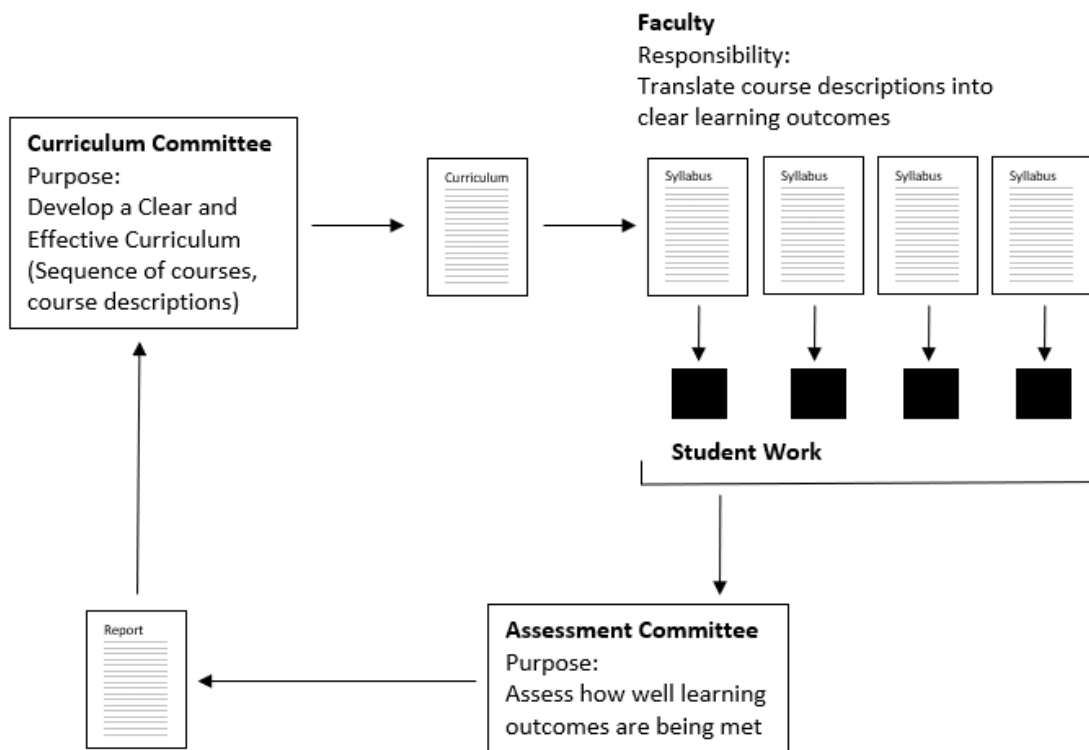 Faculty
Responsibility:
Translate course descriptions into
clear learning outcomes
Curriculum Committee
Purpose:
Develop a Clear and
Effective Curriculum
(Sequence of courses,
course descriptions)
Curriculum
Syllabus
Syllabus
Syllabus
Syllabus
Student Work
Assessment Committee
Purpose:
Assess how well learning
outcomes are being met
Report